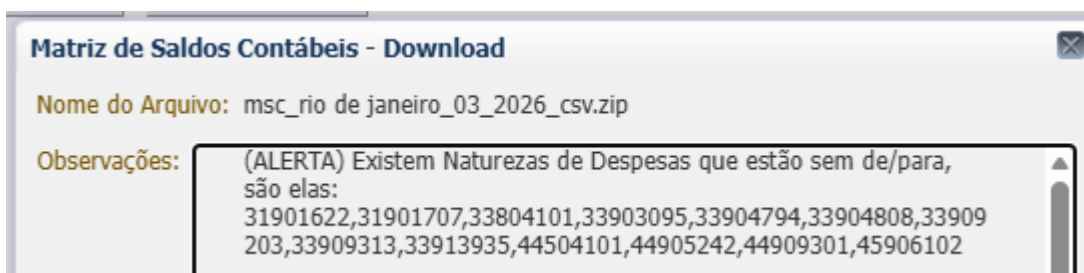 Matriz de Saldos Contábeis - Download
Nome do Arquivo: msc_rio de janeiro_03_2026_csv.zip
Observações: (ALERTA) Existem Naturezas de Despesas que estão sem de/para,
são elas:
31901622,31901707,33804101,33903095,33904794,33904808,33909
203,33909313,33913935,44504101,44905242,44909301,45906102